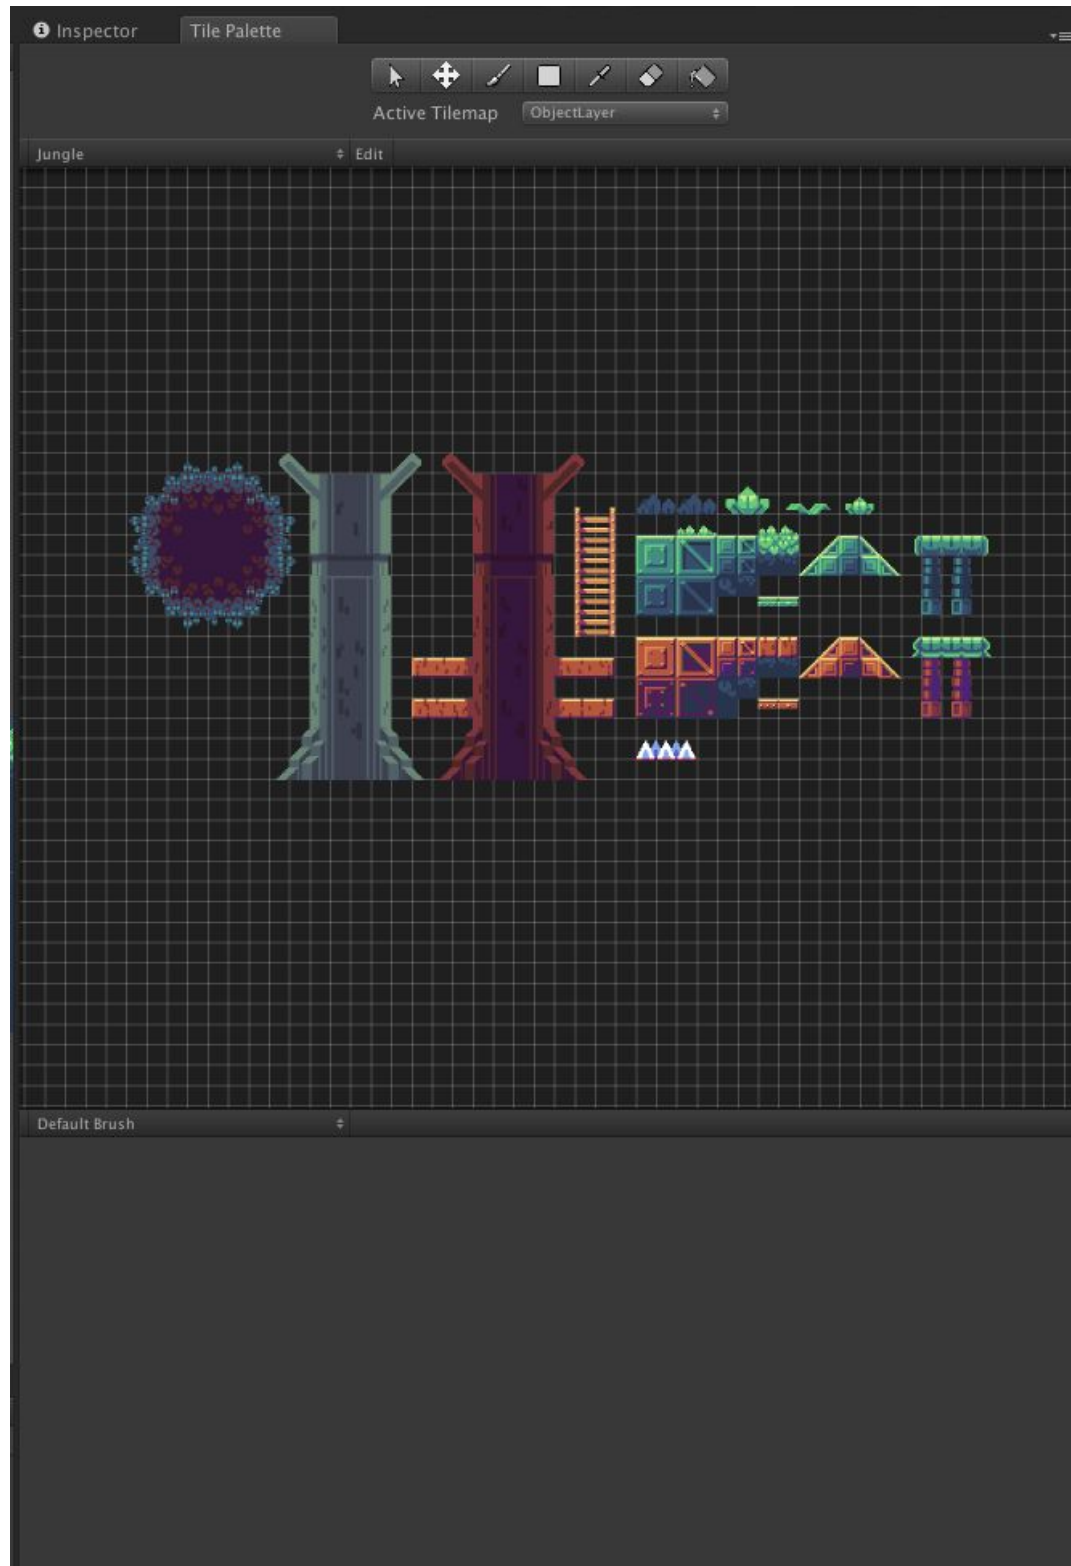 Inspector
Tile Palette
Active Tilemap
ObjectLayer
Jungle
Edit
Default Brush